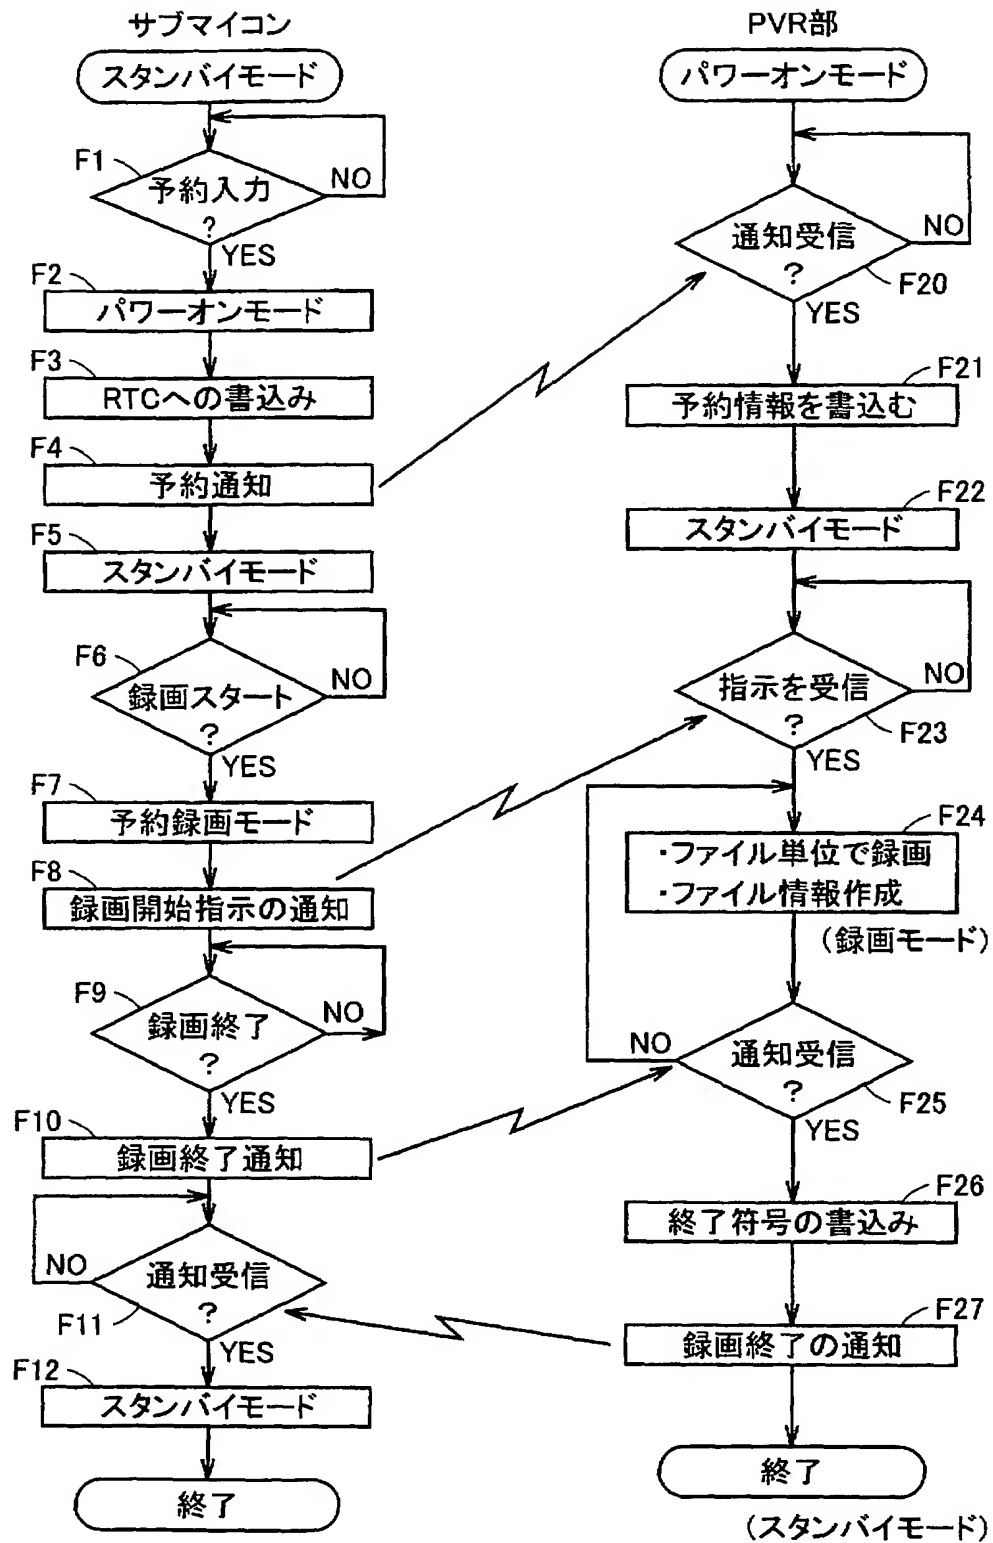 サブマイコン
スタンバイモード
F1
予約入力
?
NO
YES
F2
パワーオンモード
F3
RTCへの書込み
F4
予約通知
F5
スタンバイモード
F6
録画スタート
?
NO
YES
F7
予約録画モード
F8
録画開始指示の通知
F9
録画終了
?
NO
YES
F10
録画終了通知
NO
通知受信
?
F11
YES
F12
スタンバイモード
終了
PVR部
パワーオンモード
通知受信
?
NO
F20
YES
F21
予約情報を書込む
F22
スタンバイモード
指示を受信
?
NO
F23
YES
F24
・ファイル単位で録画
・ファイル情報作成
(録画モード)
NO
通知受信
?
F25
YES
F26
終了符号の書込み
F27
録画終了の通知
終了
(スタンバイモード)